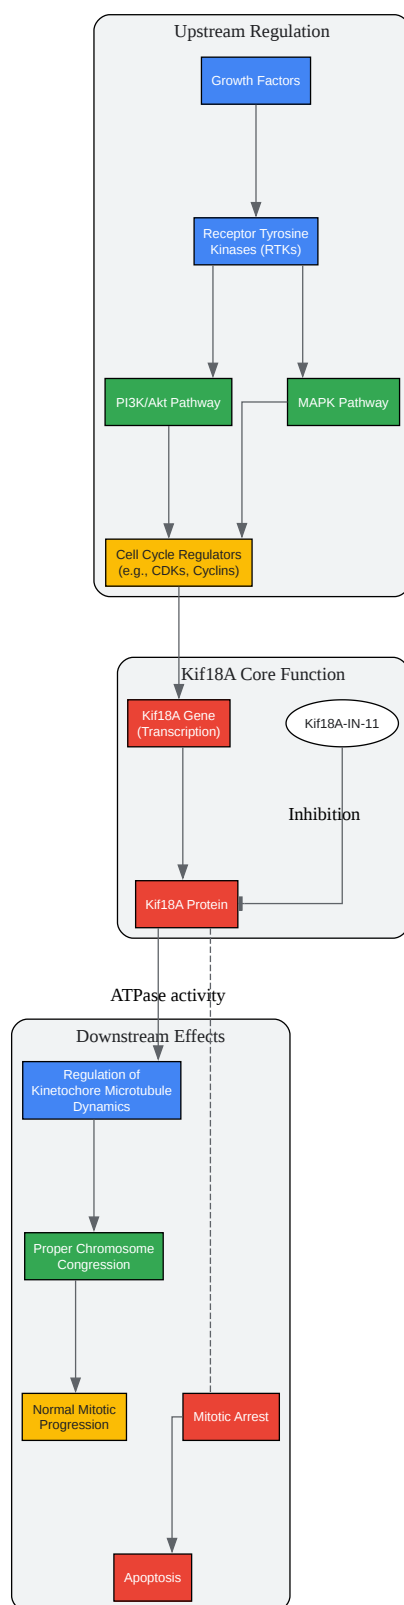 Upstream Regulation
Growth Factors
Receptor Tyrosine
Kinases (RTKs)
PI3K/Akt Pathway
MAPK Pathway
Cell Cycle Regulators
(e.g., CDKs, Cyclins)
Kif18A Core Function
Kif18A Gene
(Transcription)
Kif18A-IN-11
Inhibition
Kif18A Protein
ATPase activity
Downstream Effects
Regulation of
Kinetochore Microtubule
Dynamics
Proper Chromosome
Congression
Normal Mitotic
Progression
Mitotic Arrest
Apoptosis